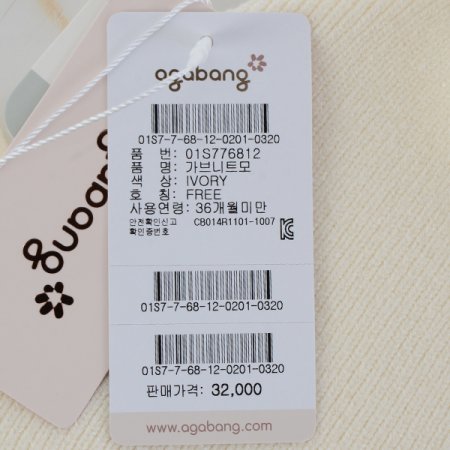 agabang
01S7-7-68-12-0201-0320
품 번: 01S776812
품 명: 가브니트모
색 상: IVORY
호 칭: FREE
사용연령: 36개월미만
안전확인신고 CB014R1101-1007
확인증번호
01S7-7-68-12-0201-0320
01S7-7-68-12-0201-0320
판매가격: 32,000
www.agabang.com
agabang